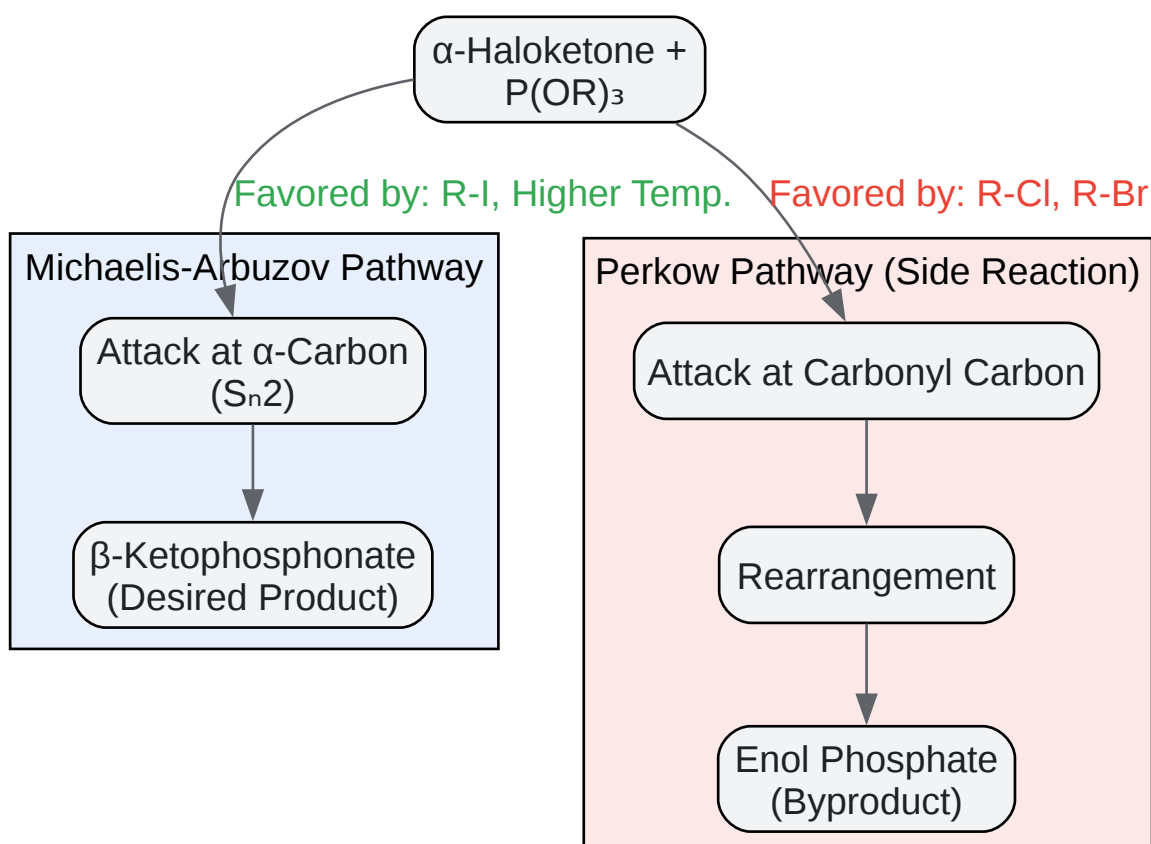 α-Haloketone +
P(OR)₃
Favored by: R-I, Higher Temp.
Favored by: R-Cl, R-Br
Michaelis-Arbuzov Pathway
Attack at α-Carbon
(Sₙ2)
β-Ketophosphonate
(Desired Product)
Perkow Pathway (Side Reaction)
Attack at Carbonyl Carbon
Rearrangement
Enol Phosphate
(Byproduct)